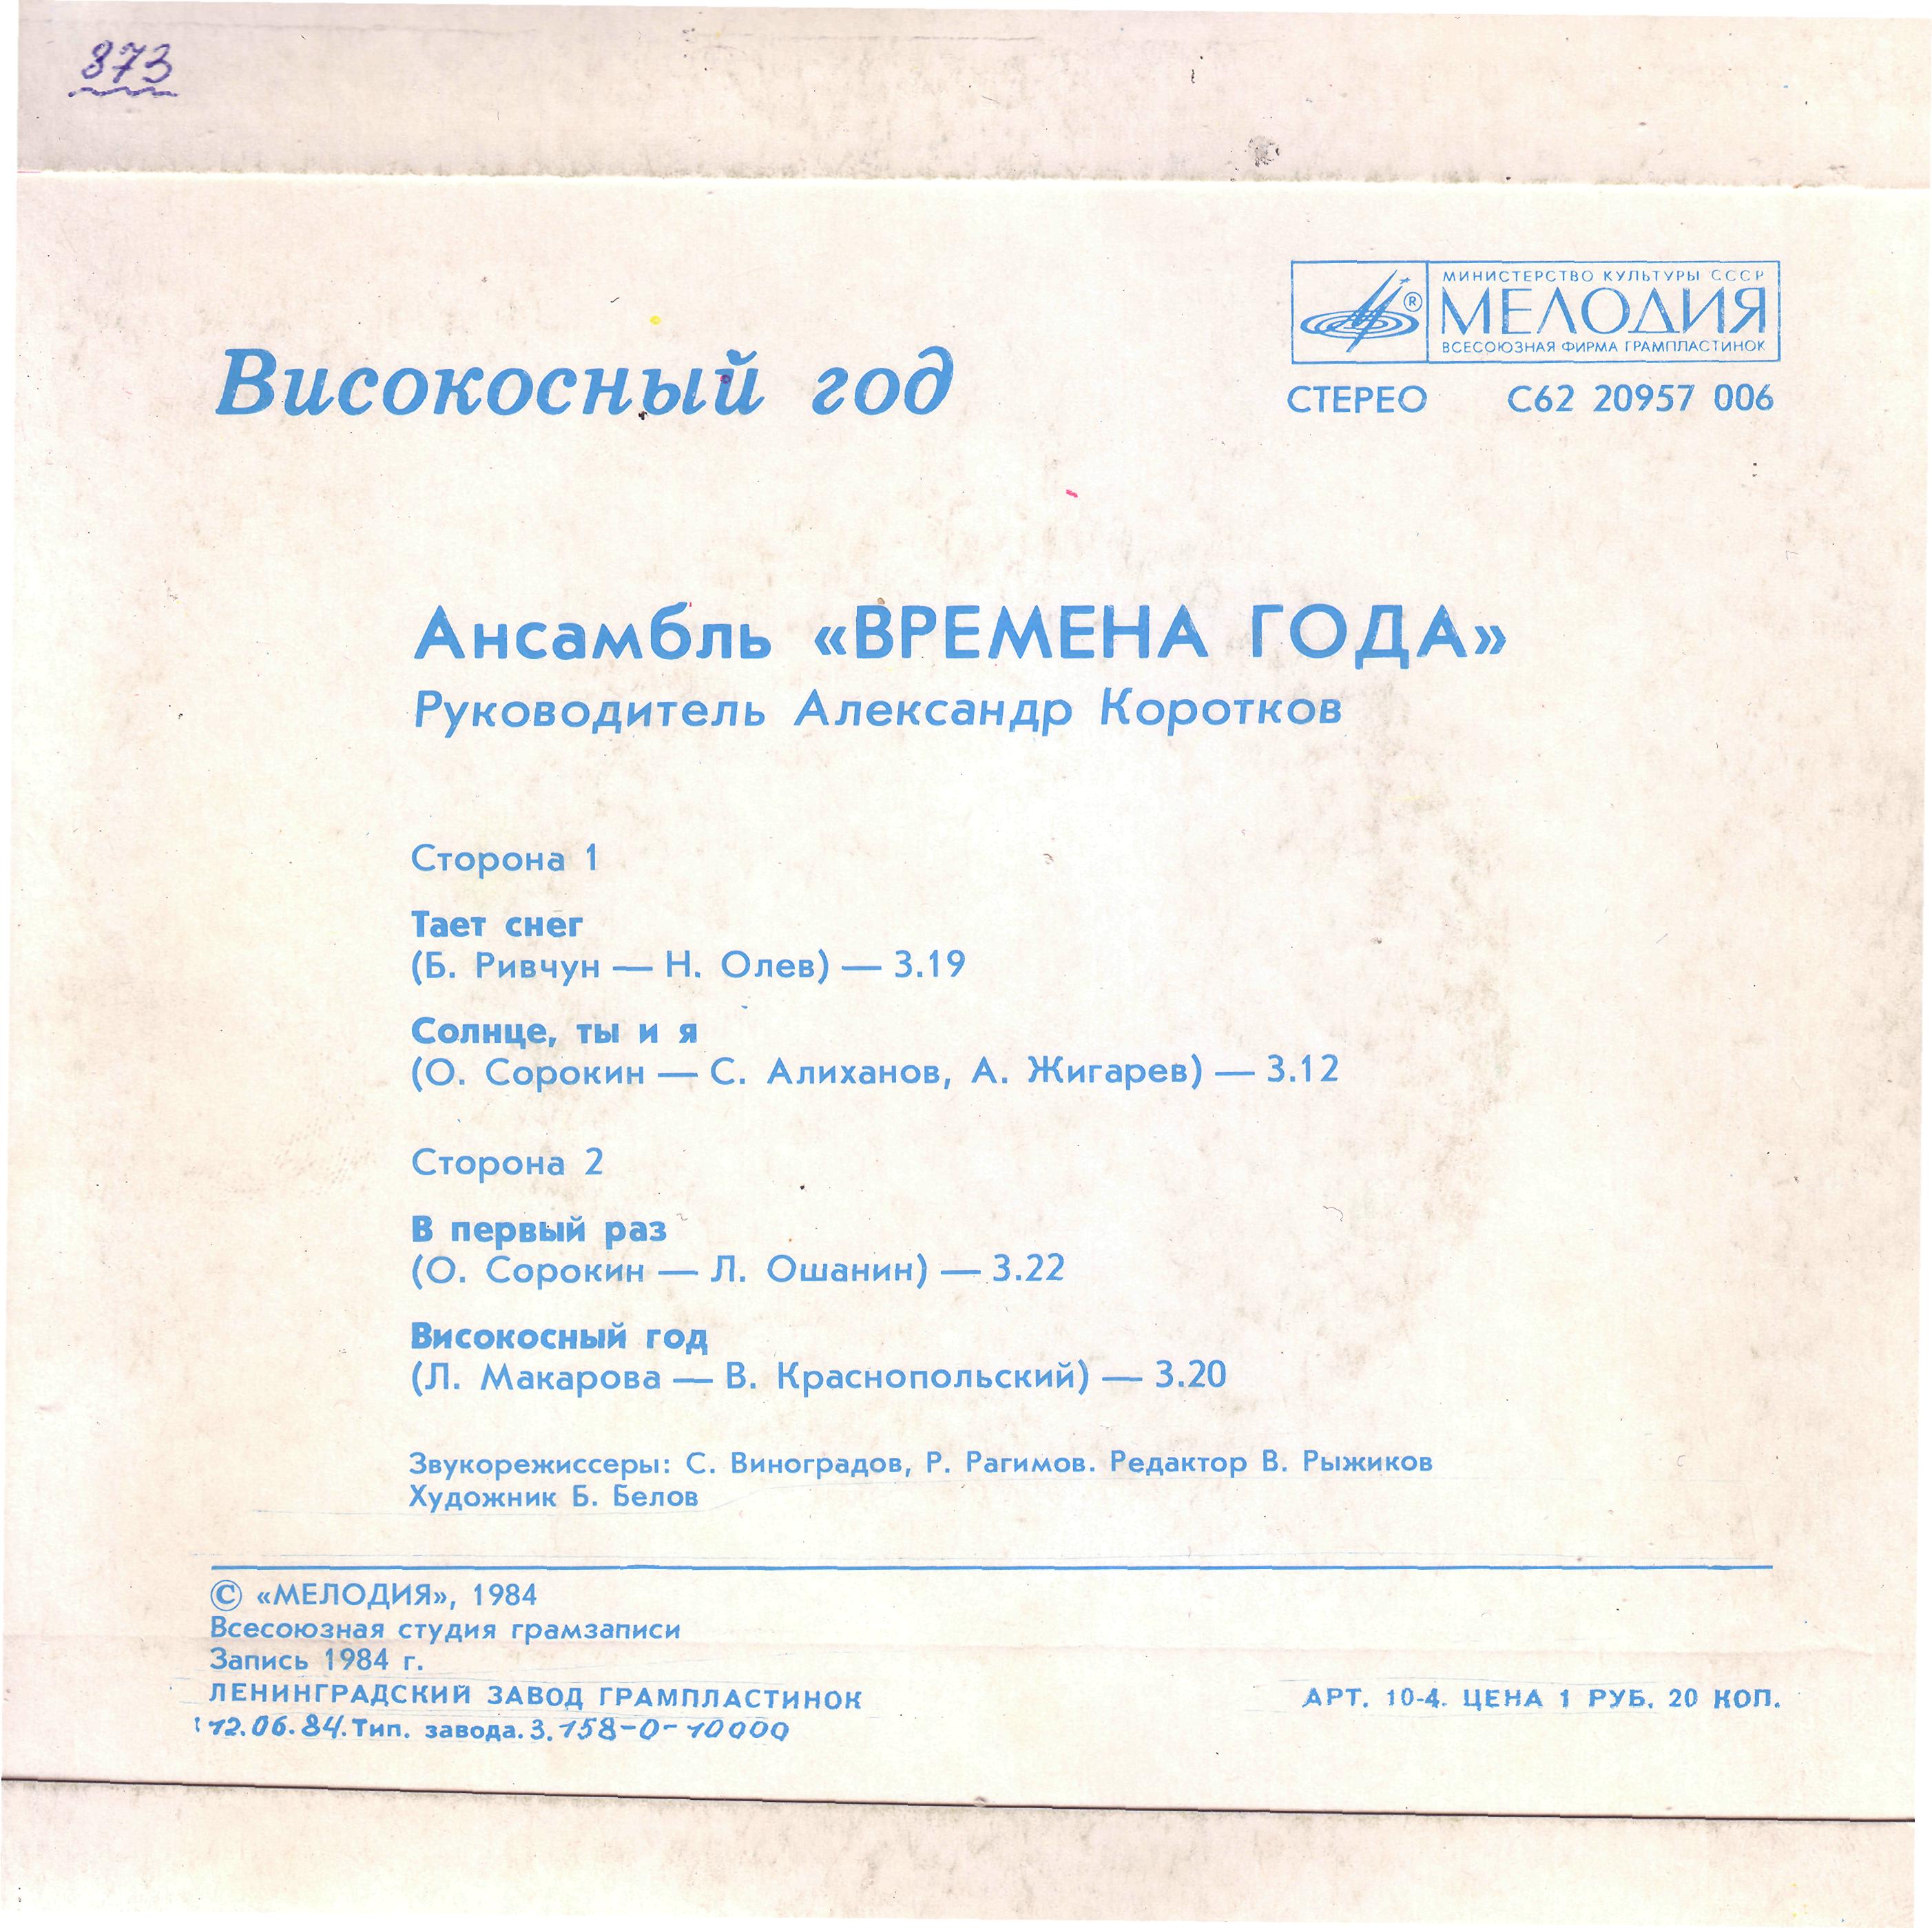 873
МИНИСТЕРСТВО КУЛЬТУРЫ СССР
МЕЛОДИЯ
ВСЕСОЮЗНАЯ ФИРМА ГРАМПЛАСТИНОК
®
Високосный год
СТЕРЕО С62 20957 006
Ансамбль «ВРЕМЕНА ГОДА»
Руководитель Александр Коротков
Сторона 1
Тает снег
(Б. Ривчун — Н. Олев) — 3.19
Солнце, ты и я
(О. Сорокин — С. Алиханов, А. Жигарев) — 3.12
Сторона 2
В первый раз
(О. Сорокин — Л. Ошанин) — 3.22
Високосный год
(Л. Макарова — В. Краснопольский) — 3.20
Звукорежиссеры: С. Виноградов, Р. Рагимов. Редактор В. Рыжиков
Художник Б. Белов
© «МЕЛОДИЯ», 1984
Всесоюзная студия грамзаписи
Запись 1984 г.
ЛЕНИНГРАДСКИЙ ЗАВОД ГРАМПЛАСТИНОК
АРТ. 10-4. ЦЕНА 1 РУБ. 20 КОП.
12.06.84. Тип. завода. З. 158-0-10000